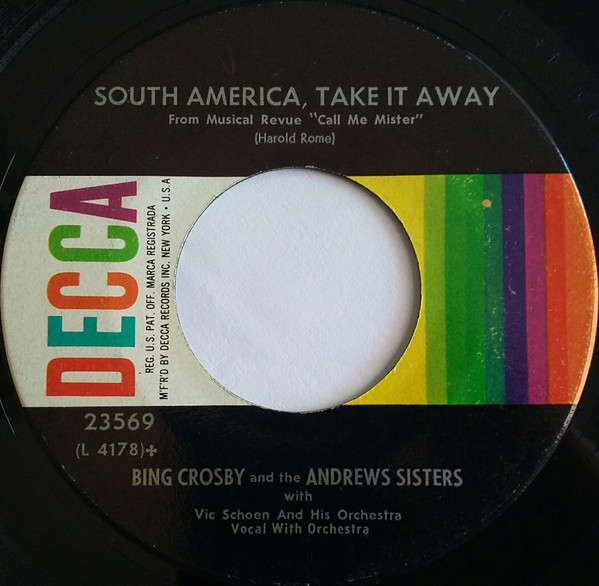 SOUTH AMERICA, TAKE IT AWAY
From Musical Revue "Call Me Mister"
(Harold Rome)
DECCA
REG. U.S. PAT. OFF. MARCA REGISTRADA
M'F'R'D BY DECCA RECORDS INC. NEW YORK • U.S.A
23569
(L 4178)✤
BING CROSBY and the ANDREWS SISTERS
with
Vic Schoen And His Orchestra
Vocal With Orchestra